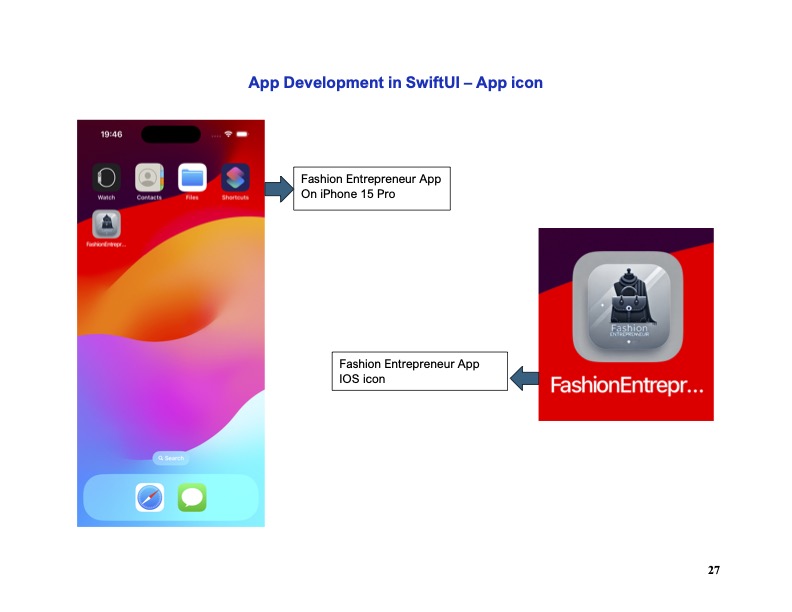 App Development in SwiftUI – App icon
19:46
Watch
Contacts
Files
Shortcuts
FashionEntrepr...
Search
Fashion Entrepreneur App
On iPhone 15 Pro
Fashion
ENTREPRENEUR
FashionEntrepr...
Fashion Entrepreneur App
IOS icon
27